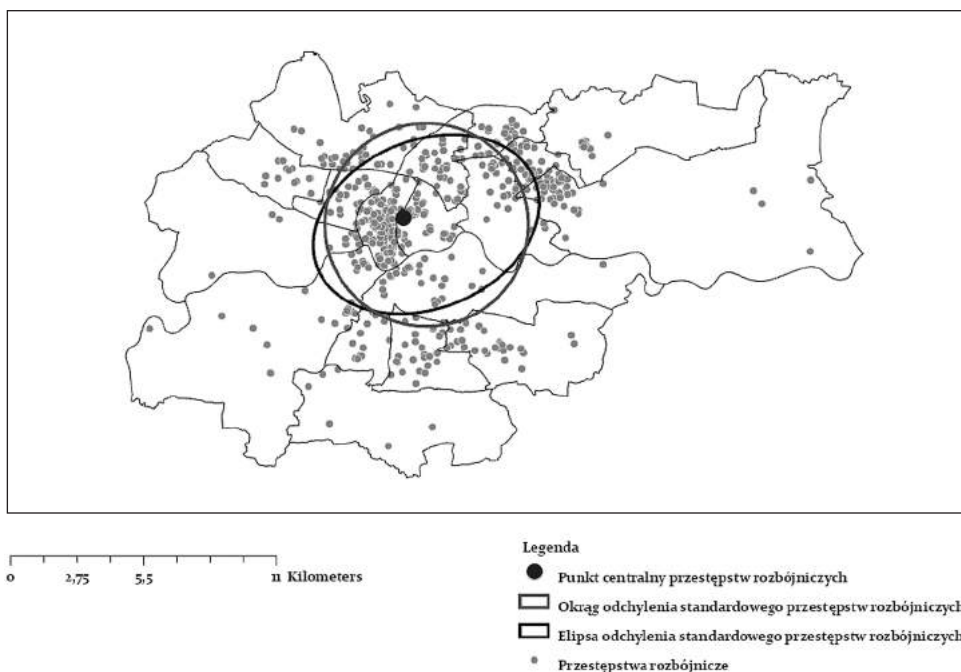 0 2,75 5,5 11 Kilometers
Legenda
Punkt centralny przestępstw rozbójniczych
Okrąg odchylenia standardowego przestępstw rozbójniczych
Elipsa odchylenia standardowego przestępstw rozbójniczych
Przestępstwa rozbójnicze